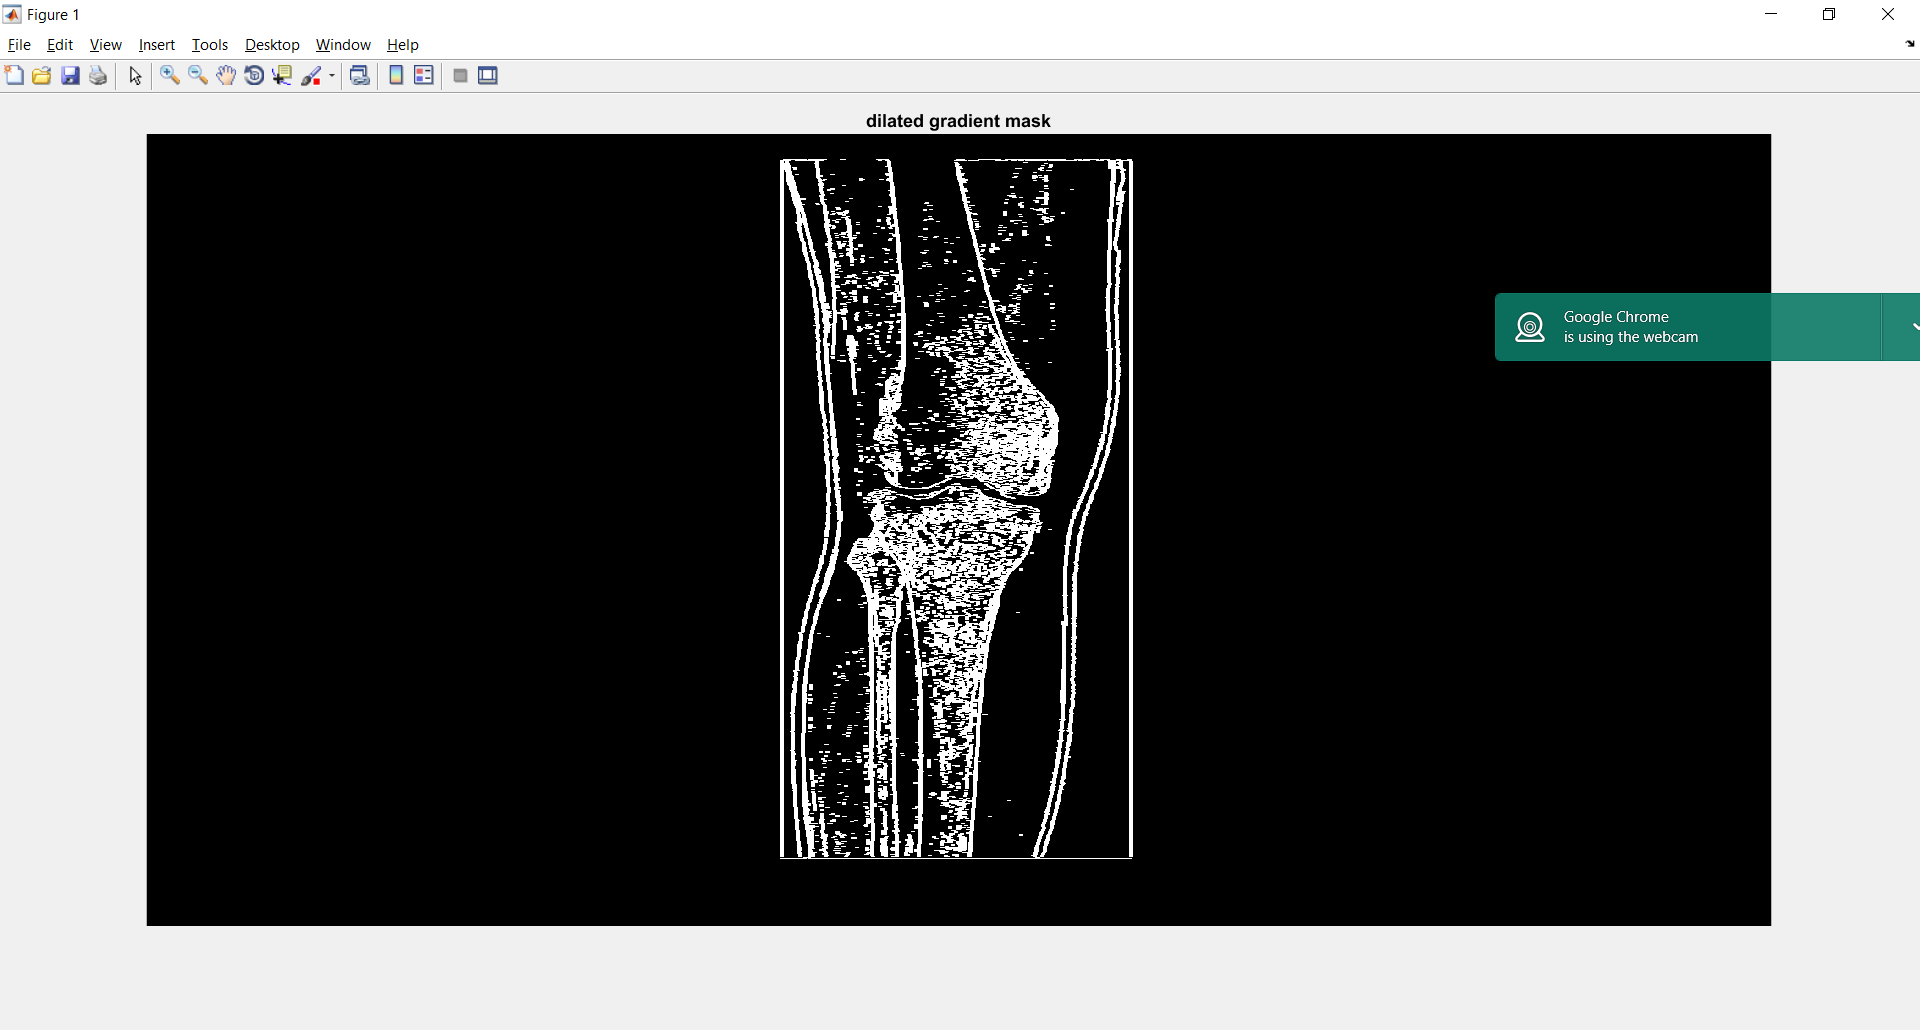 Figure 1
File Edit View Insert Tools Desktop Window Help
dilated gradient mask
Google Chrome
is using the webcam